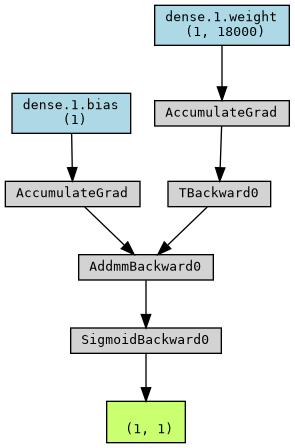 dense.1.weight
(1, 18000)
dense.1.bias
(1)
AccumulateGrad
AccumulateGrad
TBackward0
AddmmBackward0
SigmoidBackward0
(1, 1)